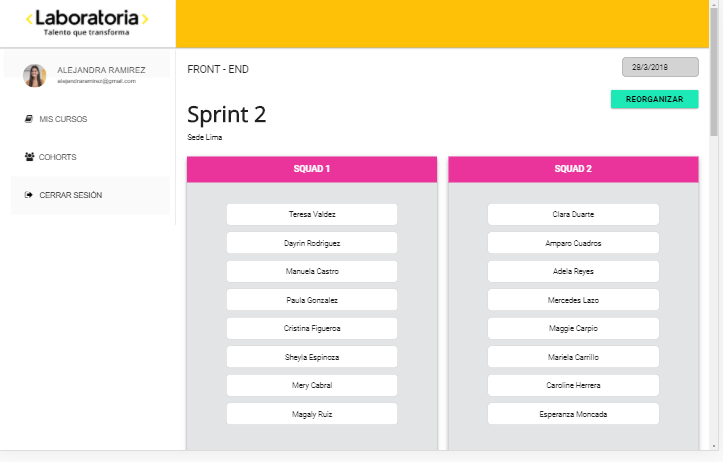 <Laboratoria>
Talento que transforma
ALEJANDRA RAMIREZ
alejandraramirez@gmail.com
MIS CURSOS
COHORTS
CERRAR SESIÓN
FRONT - END
28/3/2018
REORGANIZAR
Sprint 2
Sede Lima
SQUAD 1
Teresa Valdez
Dayrin Rodriguez
Manuela Castro
Paula Gonzalez
Cristina Figueroa
Sheyla Espinoza
Mery Cabral
Magaly Ruiz
SQUAD 2
Clara Duarte
Amparo Cuadros
Adela Reyes
Mercedes Lazo
Maggie Carpio
Mariela Carrillo
Caroline Herrera
Esperanza Moncada